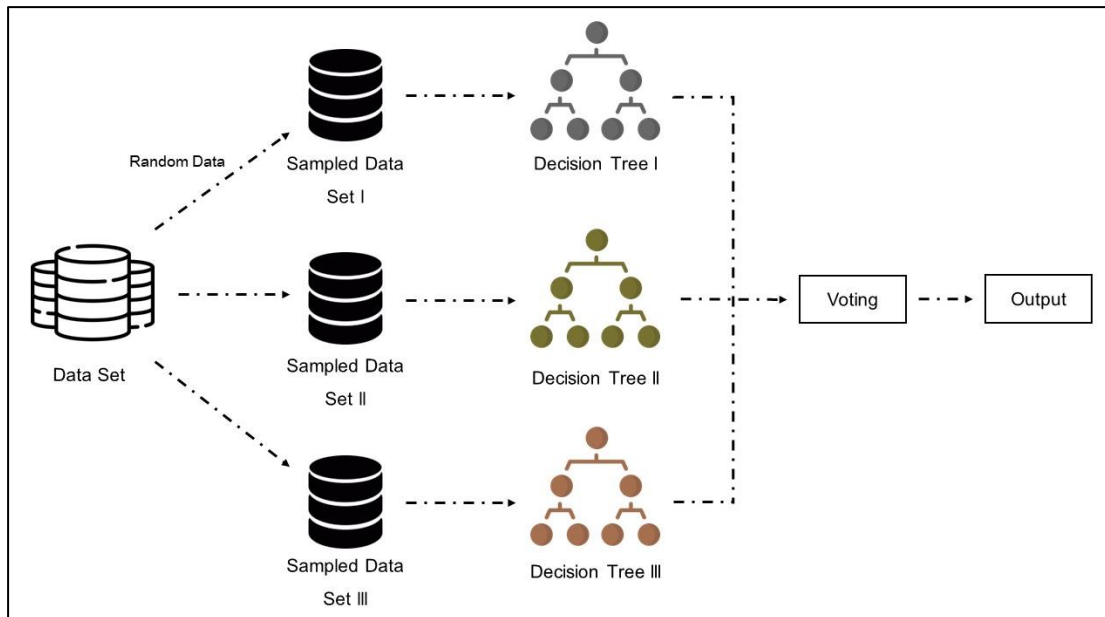 Random Data
Sampled Data
Set Ⅰ
Decision Tree Ⅰ
Data Set
Sampled Data
Set Ⅱ
Decision Tree Ⅱ
Voting
Output
Sampled Data
Set Ⅲ
Decision Tree Ⅲ